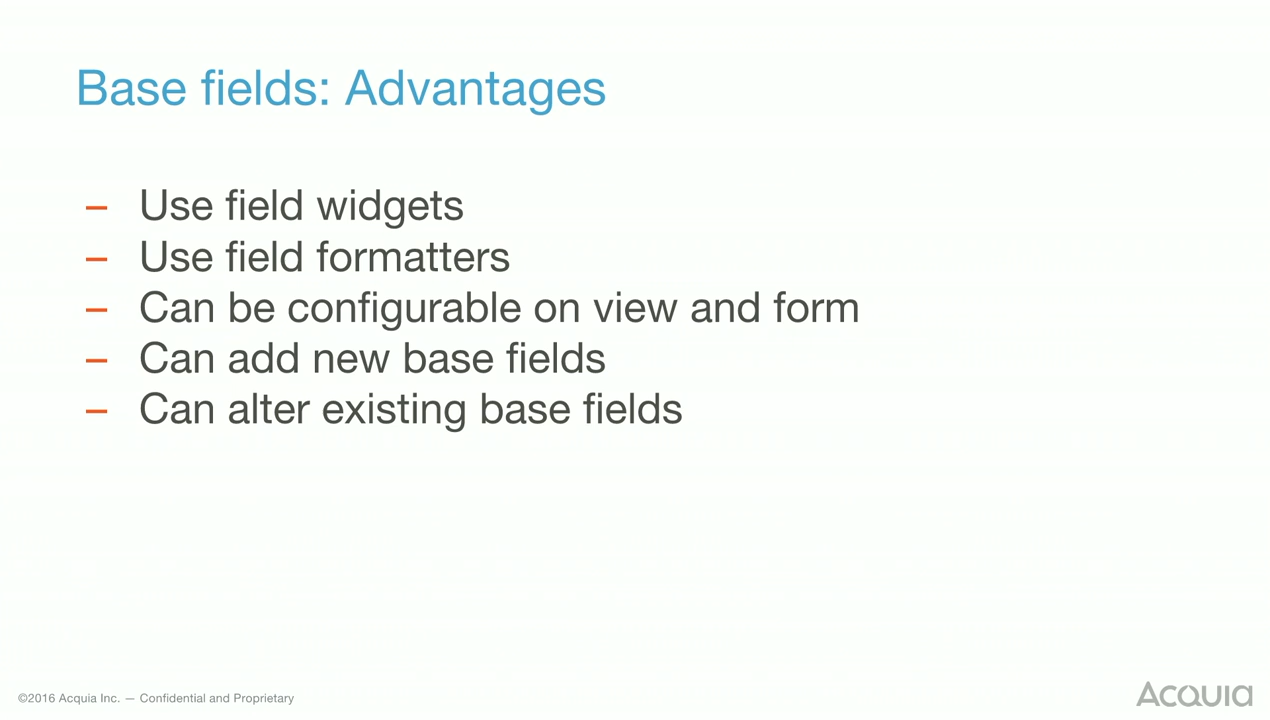 Base fields: Advantages
– Use field widgets
– Use field formatters
– Can be configurable on view and form
– Can add new base fields
– Can alter existing base fields
©2016 Acquia Inc. — Confidential and Proprietary
ACQUIA